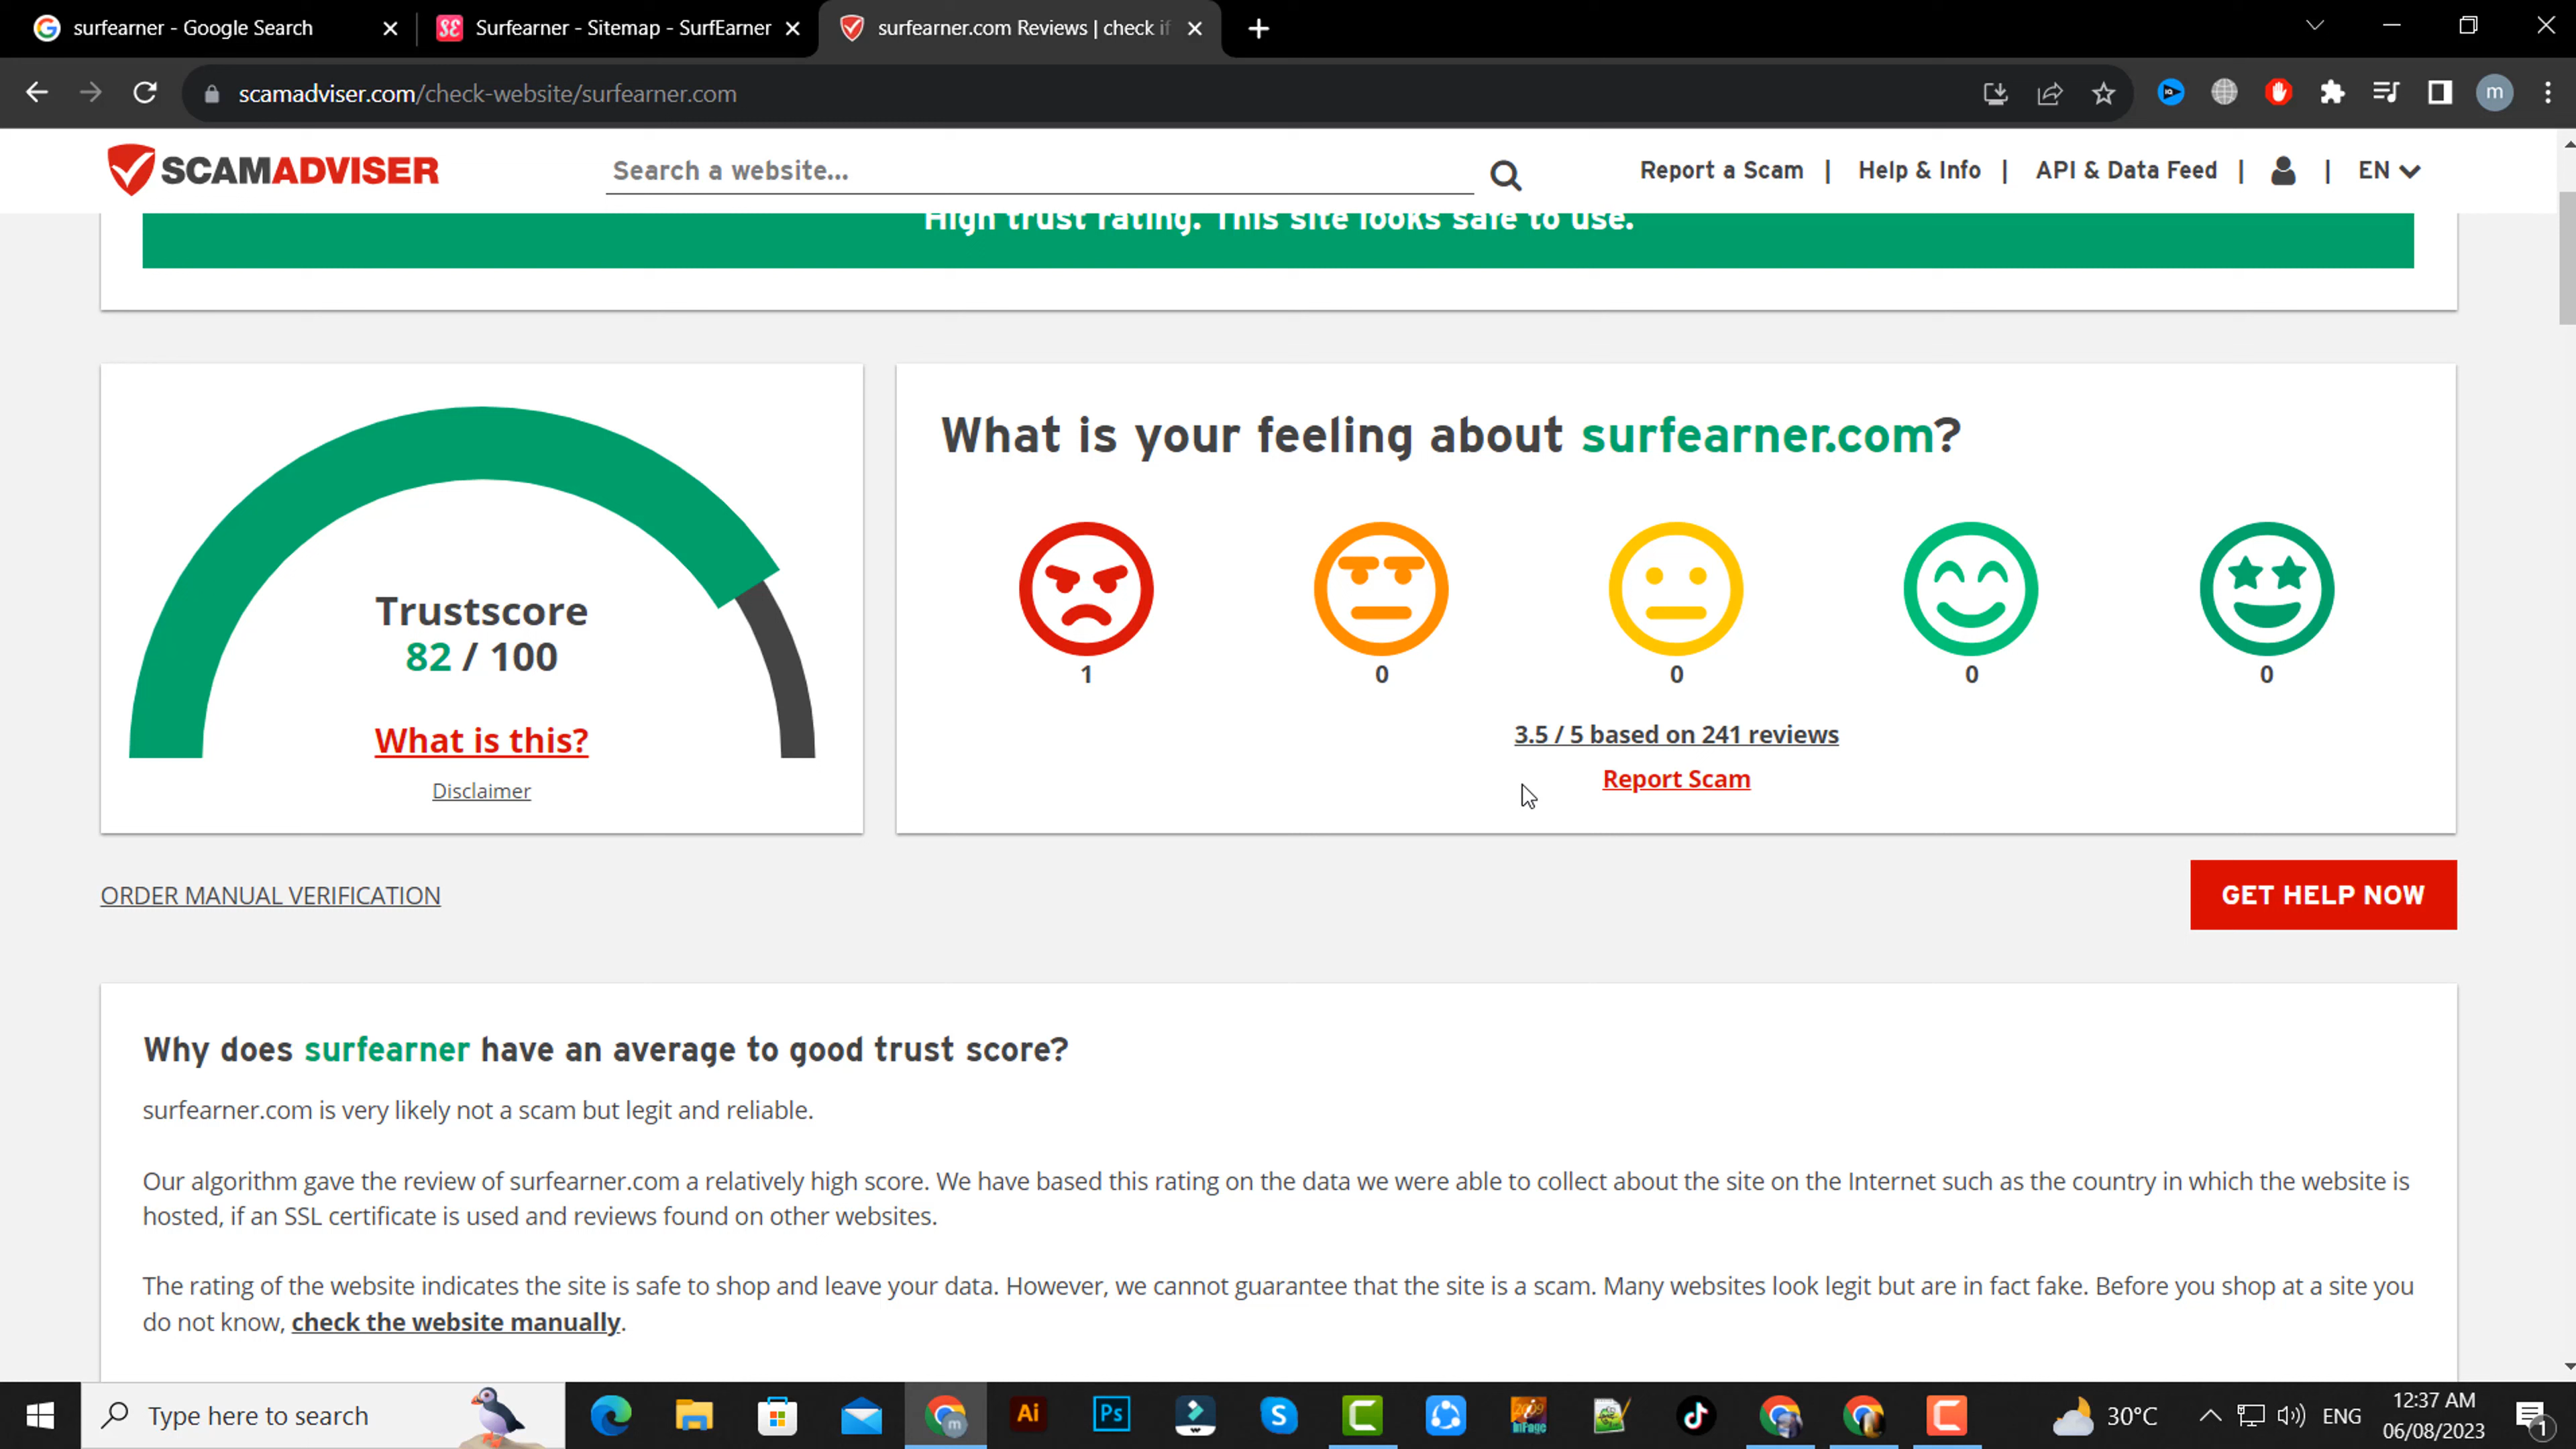 surfearner - Google Search
Surfearner - Sitemap - SurfEarner
surfearner.com Reviews | check if
scamadviser.com/check-website/surfearner.com
m
SCAMADVISER
Search a website...
Report a Scam | Help & Info | API & Data Feed | | EN
High trust rating. This site looks safe to use.
Trustscore
82 / 100
What is this?
Disclaimer
What is your feeling about surfearner.com?
1 0 0 0 0
3.5 / 5 based on 241 reviews
Report Scam
ORDER MANUAL VERIFICATION
GET HELP NOW
Why does surfearner have an average to good trust score?
surfearner.com is very likely not a scam but legit and reliable.
Our algorithm gave the review of surfearner.com a relatively high score. We have based this rating on the data we were able to collect about the site on the Internet such as the country in which the website is
hosted, if an SSL certificate is used and reviews found on other websites.
The rating of the website indicates the site is safe to shop and leave your data. However, we cannot guarantee that the site is a scam. Many websites look legit but are in fact fake. Before you shop at a site you
do not know, check the website manually.
Type here to search
Ai
Ps
S
m
30°C
ENG
12:37 AM
06/08/2023
1